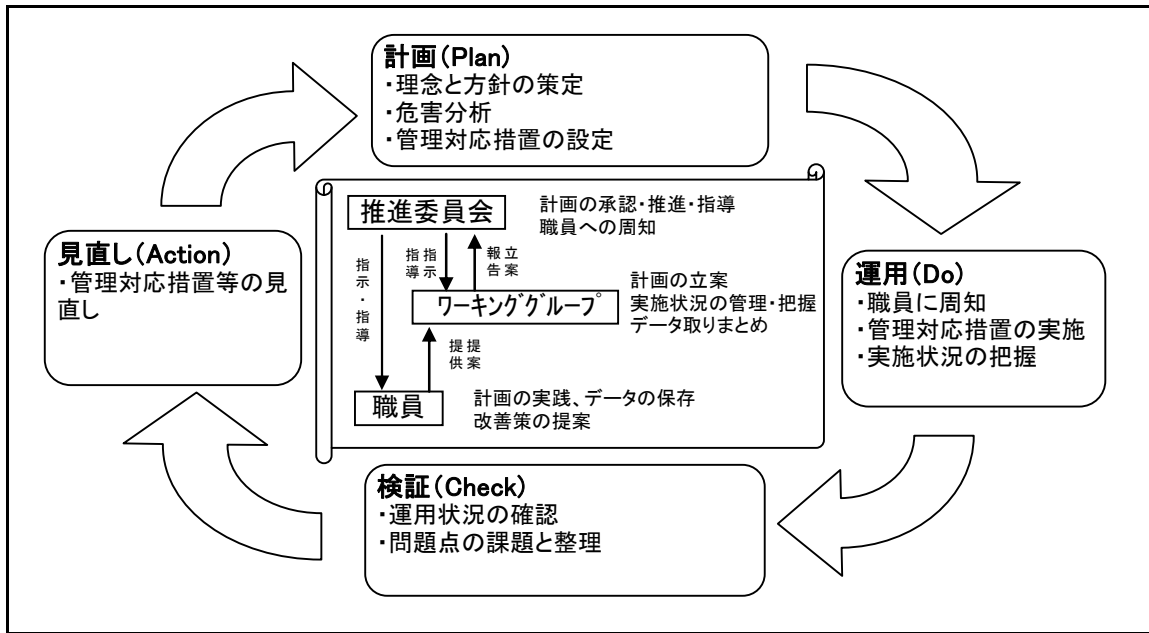 計画(Plan)
・理念と方針の策定
・危害分析
・管理対応措置の設定
運用(Do)
・職員に周知
・管理対応措置の実施
・実施状況の把握
検証(Check)
・運用状況の確認
・問題点の課題と整理
見直し(Action)
・管理対応措置等の見
直し
推進委員会
計画の承認・推進・指導
職員への周知
指示・指導
指示
指導
立案
報告
ワーキンググループ
計画の立案
実施状況の管理・把握
データ取りまとめ
提案
提供
職員
計画の実践、データの保存
改善策の提案